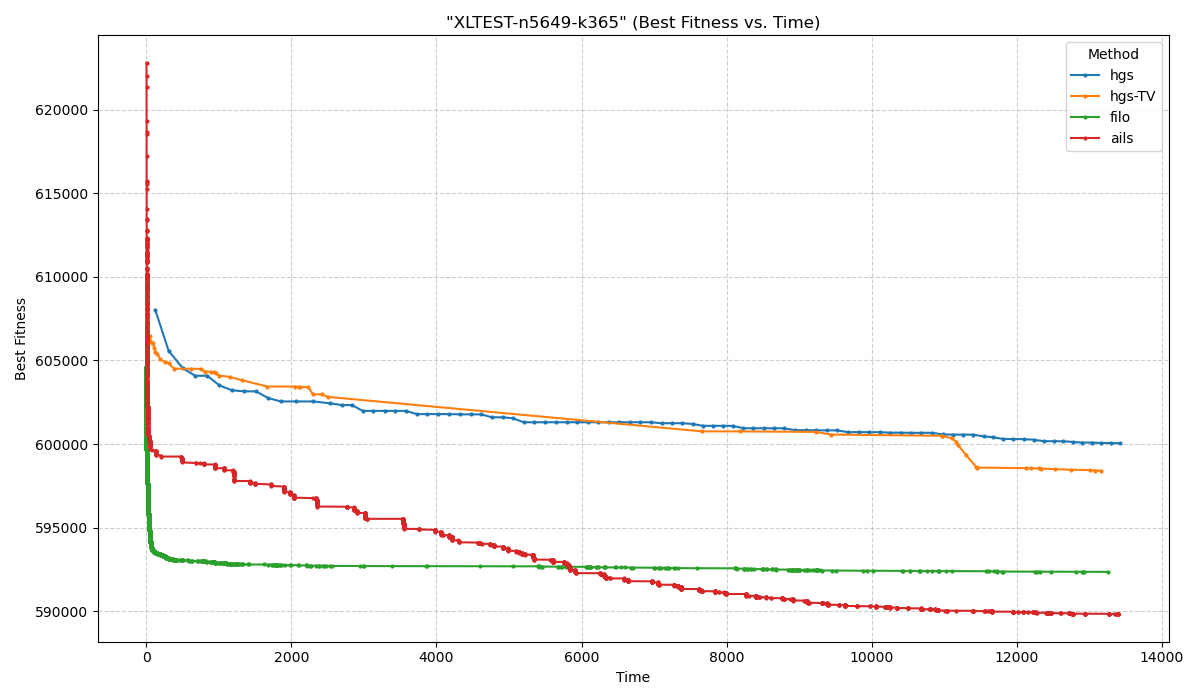 "XLTEST-n5649-k365" (Best Fitness vs. Time)
Method
hgs
hgs-TV
filo
ails
Best Fitness
620000
615000
610000
605000
600000
595000
590000
0 2000 4000 6000 8000 10000 12000 14000
Time